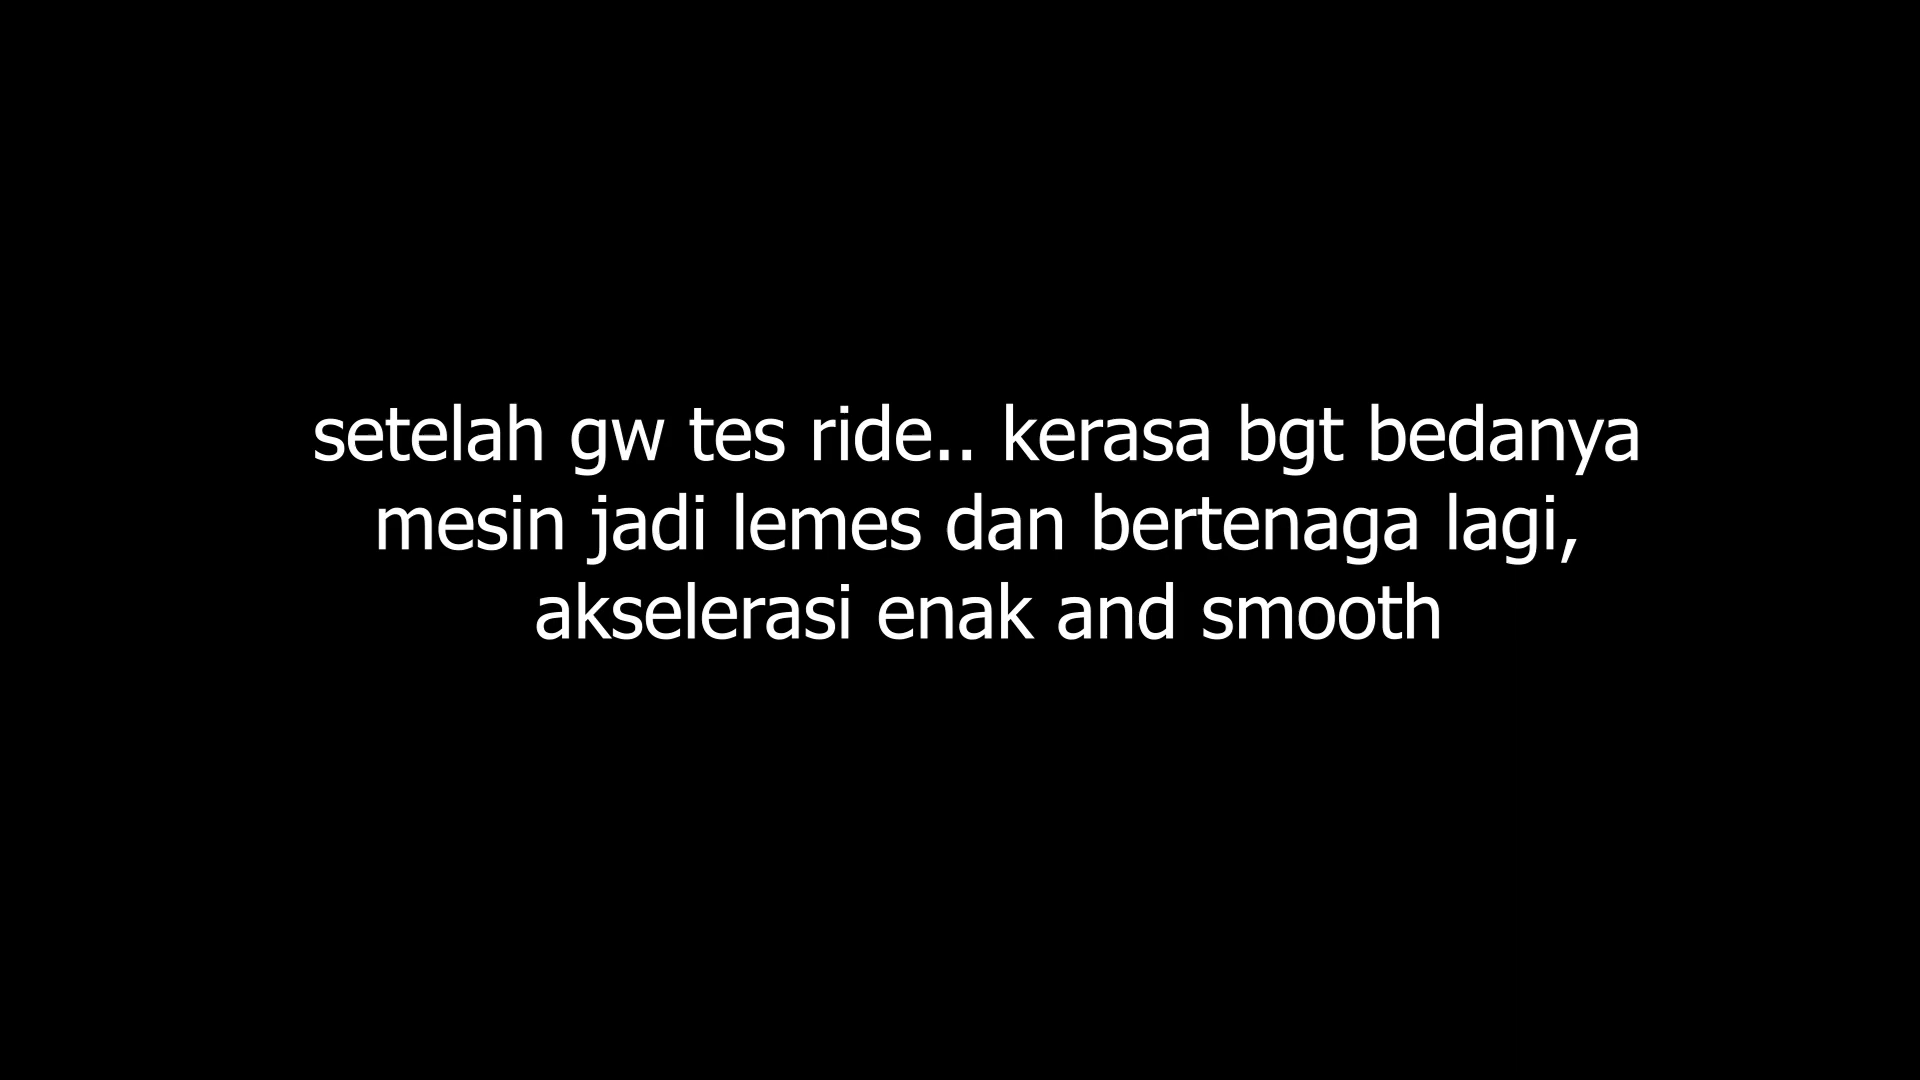 setelah gw tes ride.. kerasa bgt bedanya
mesin jadi lemes dan bertenaga lagi,
akselerasi enak and smooth